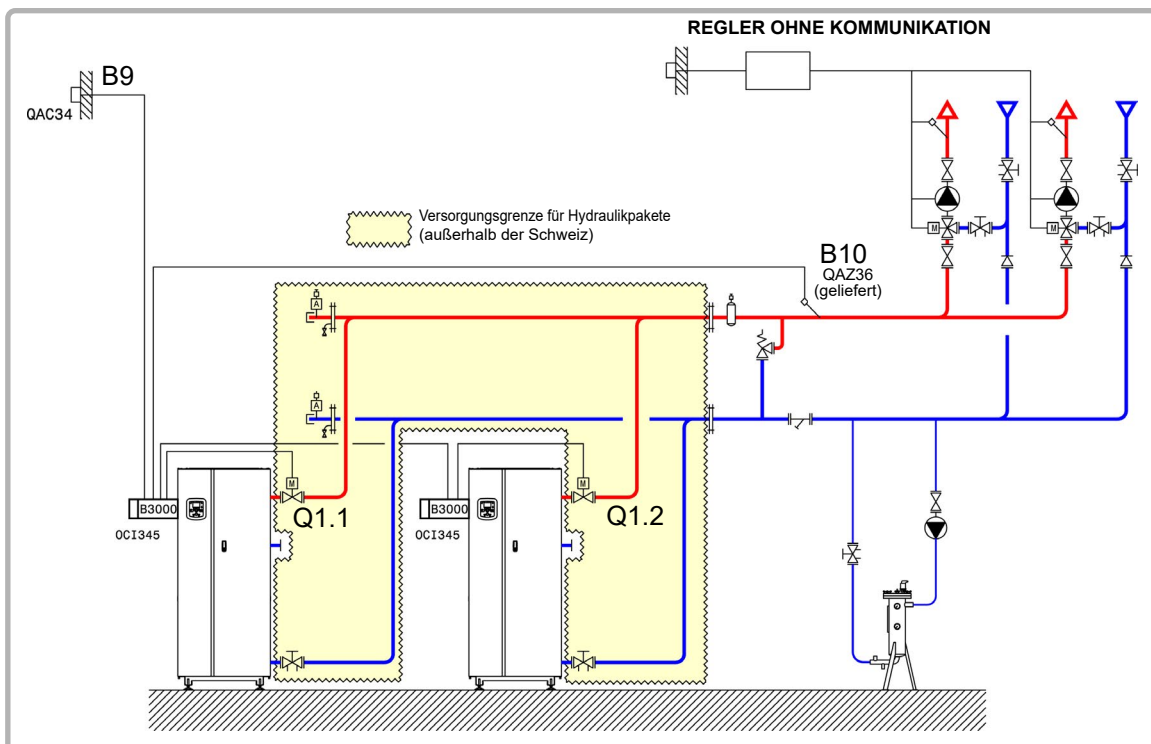 REGLER OHNE KOMMUNIKATION
B9
QAC34
Versorgungsgrenze für Hydraulikpakete
(außerhalb der Schweiz)
B10
QAZ36
(geliefert)
M
M
A
A
M
M
B3000
Q1.1
B3000
Q1.2
OCI345
OCI345